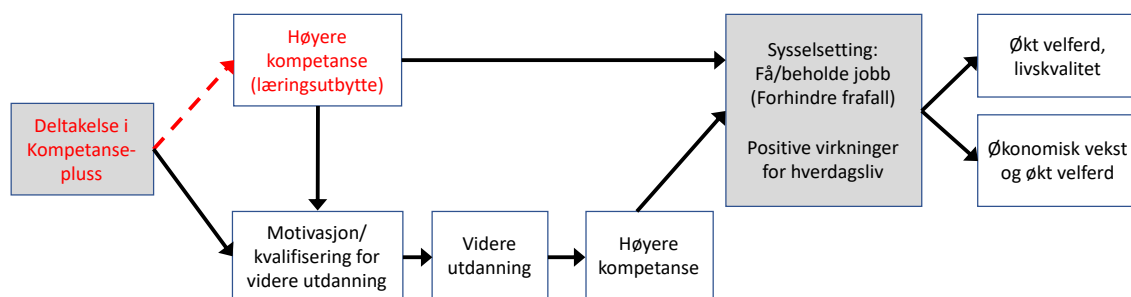 Deltakelse i
Kompetanse-
pluss
Høyere
kompetanse
(læringsutbytte)
Motivasjon/
kvalifisering for
videre utdanning
Videre
utdanning
Høyere
kompetanse
Sysselsetting:
Få/beholde jobb
(Forhindre frafall)
Positive virkninger
for hverdagsliv
Økt velferd,
livskvalitet
Økonomisk vekst
og økt velferd